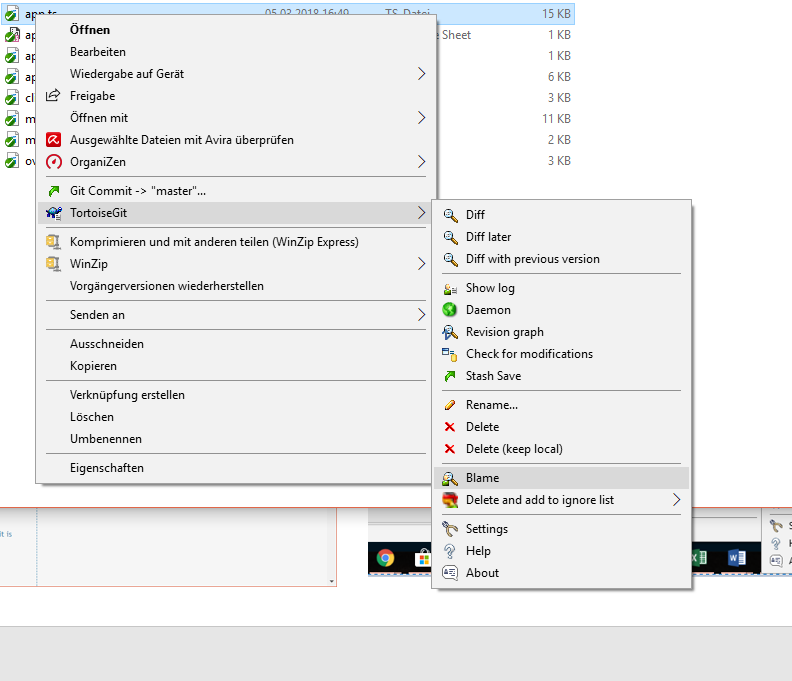 app.ts 05.03.2018 16:49 TS-Datei 15 KB
ap e Sheet 1 KB
ap 1 KB
ap 6 KB
cl 3 KB
m 11 KB
m 2 KB
ov 3 KB
Öffnen
Bearbeiten
Wiedergabe auf Gerät
Freigabe
Öffnen mit
Ausgewählte Dateien mit Avira überprüfen
OrganiZen
Git Commit -> "master"...
TortoiseGit
Komprimieren und mit anderen teilen (WinZip Express)
WinZip
Vorgängerversionen wiederherstellen
Senden an
Ausschneiden
Kopieren
Verknüpfung erstellen
Löschen
Umbenennen
Eigenschaften
Diff
Diff later
Diff with previous version
Show log
Daemon
Revision graph
Check for modifications
Stash Save
Rename...
Delete
Delete (keep local)
Blame
Delete and add to ignore list
Settings
Help
About
it is